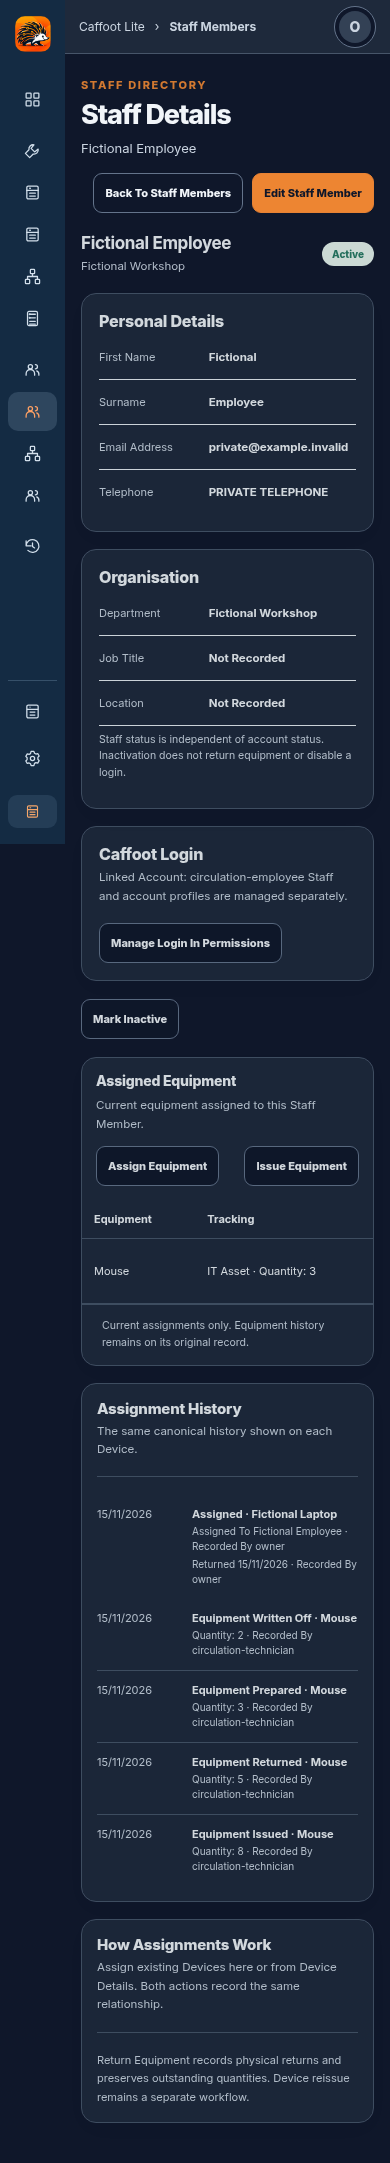 Caffoot Lite › Staff Members
O
STAFF DIRECTORY
Staff Details
Fictional Employee
Back To Staff Members
Edit Staff Member
Fictional Employee
Fictional Workshop
Active
Personal Details
First Name Fictional
Surname Employee
Email Address private@example.invalid
Telephone PRIVATE TELEPHONE
Organisation
Department Fictional Workshop
Job Title Not Recorded
Location Not Recorded
Staff status is independent of account status.
Inactivation does not return equipment or disable a
login.
Caffoot Login
Linked Account: circulation-employee Staff
and account profiles are managed separately.
Manage Login In Permissions
Mark Inactive
Assigned Equipment
Current equipment assigned to this Staff
Member.
Assign Equipment
Issue Equipment
Equipment Tracking
Mouse IT Asset · Quantity: 3
Current assignments only. Equipment history
remains on its original record.
Assignment History
The same canonical history shown on each
Device.
15/11/2026 Assigned · Fictional Laptop
Assigned To Fictional Employee ·
Recorded By owner
Returned 15/11/2026 · Recorded By
owner
15/11/2026 Equipment Written Off · Mouse
Quantity: 2 · Recorded By
circulation-technician
15/11/2026 Equipment Prepared · Mouse
Quantity: 3 · Recorded By
circulation-technician
15/11/2026 Equipment Returned · Mouse
Quantity: 5 · Recorded By
circulation-technician
15/11/2026 Equipment Issued · Mouse
Quantity: 8 · Recorded By
circulation-technician
How Assignments Work
Assign existing Devices here or from Device
Details. Both actions record the same
relationship.
Return Equipment records physical returns and
preserves outstanding quantities. Device reissue
remains a separate workflow.